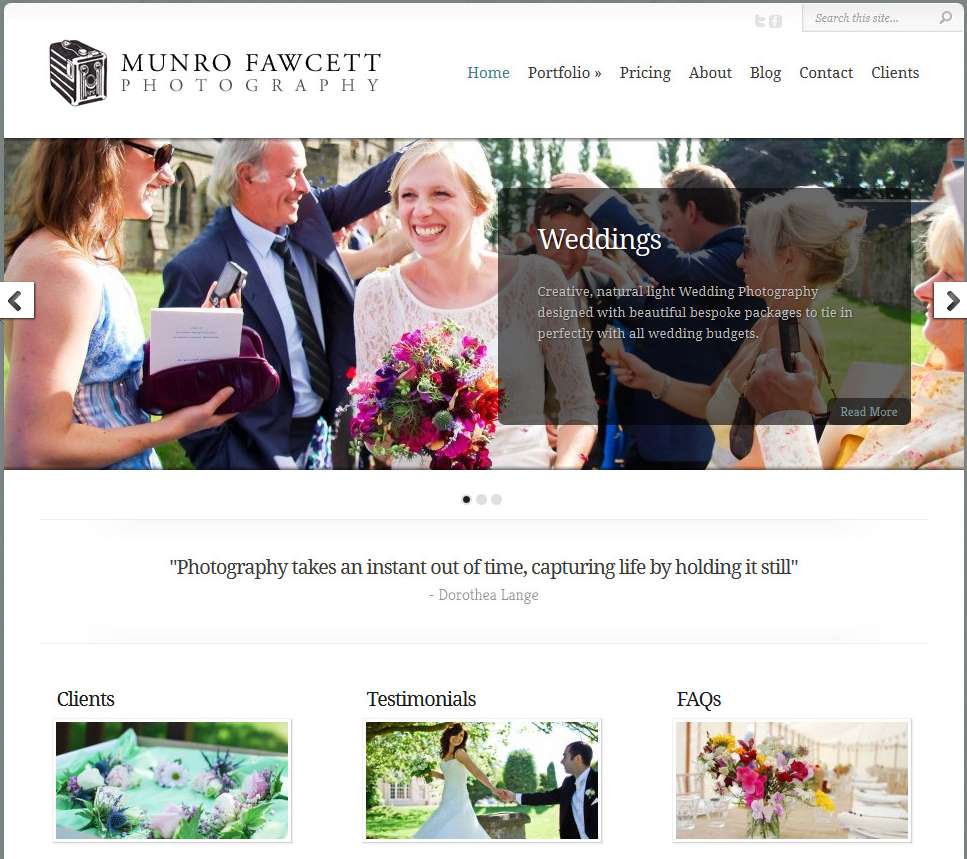 Search this site...
MUNRO FAWCETT
PHOTOGRAPHY
Home Portfolio » Pricing About Blog Contact Clients
Weddings
Creative, natural light Wedding Photography
designed with beautiful bespoke packages to tie in
perfectly with all wedding budgets.
Read More
"Photography takes an instant out of time, capturing life by holding it still"
- Dorothea Lange
Clients Testimonials FAQs